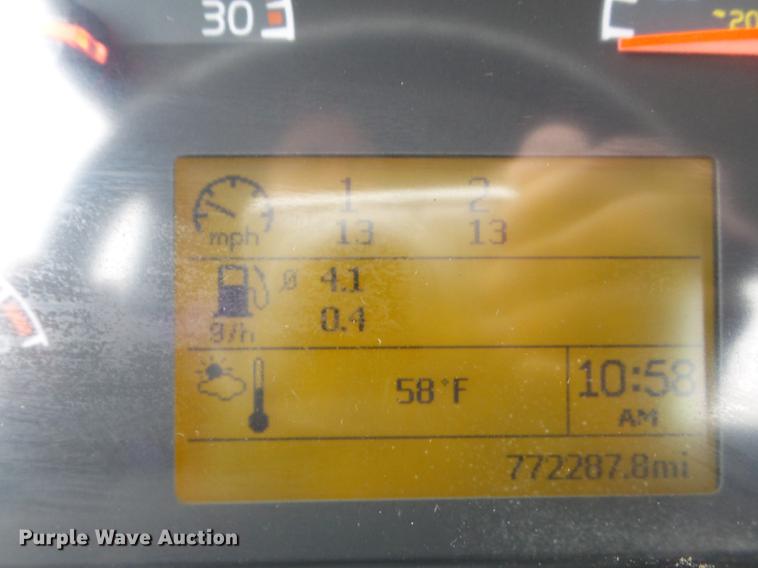 30
-20
1 2
mph 13 13
Ø 4.1
g/h 0.4
58°F 10:58
AM
772287.8mi
Purple Wave Auction